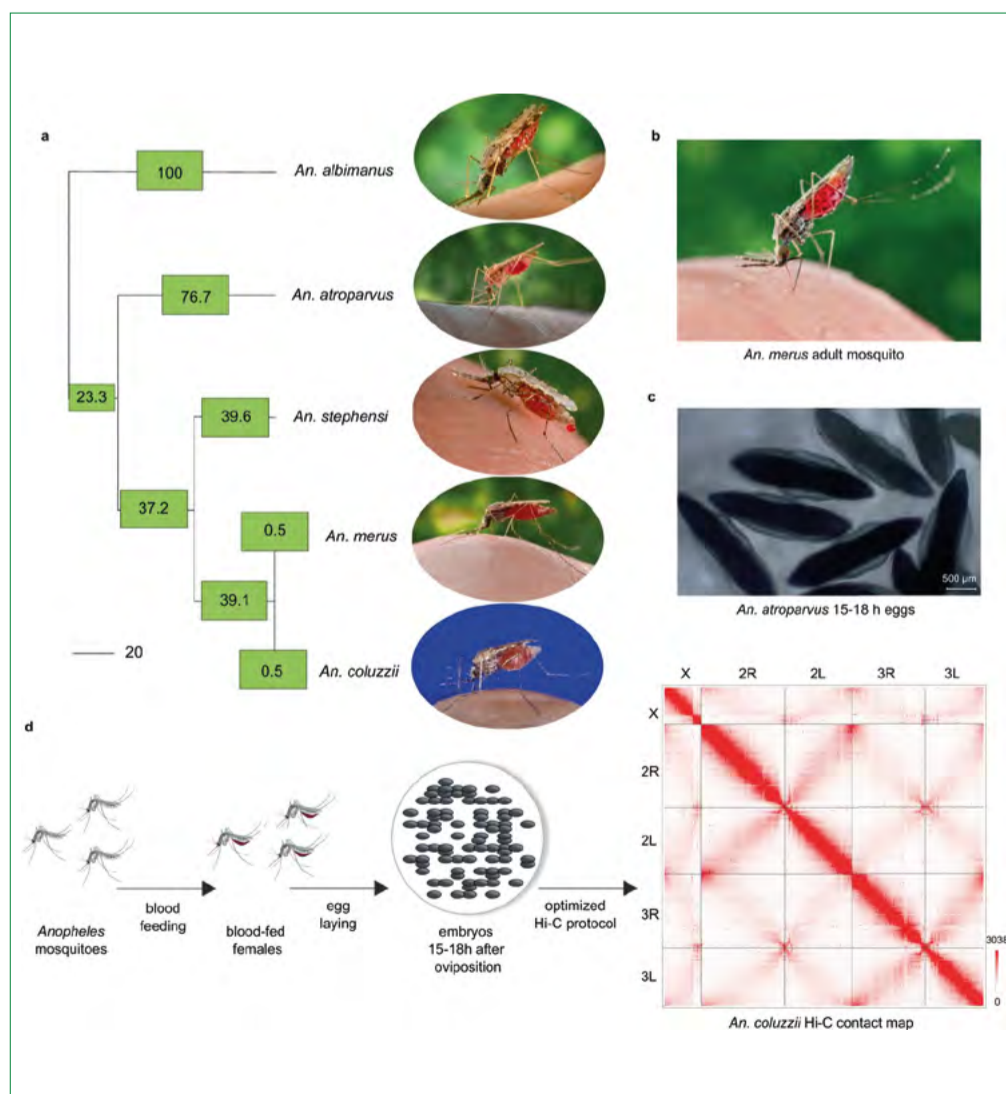 a
100
An. albimanus
76.7
An. atroparvus
23.3
39.6
An. stephensi
37.2
0.5
An. merus
39.1
20
0.5
An. coluzzii
b
An. merus adult mosquito
c
500 µm
An. atroparvus 15-18 h eggs
d
Anopheles
mosquitoes
blood
feeding
blood-fed
females
egg
laying
embryos
15-18h after
oviposition
optimized
Hi-C protocol
X 2R 2L 3R 3L
X
2R
2L
3R
3L
3038
0
An. coluzzii Hi-C contact map